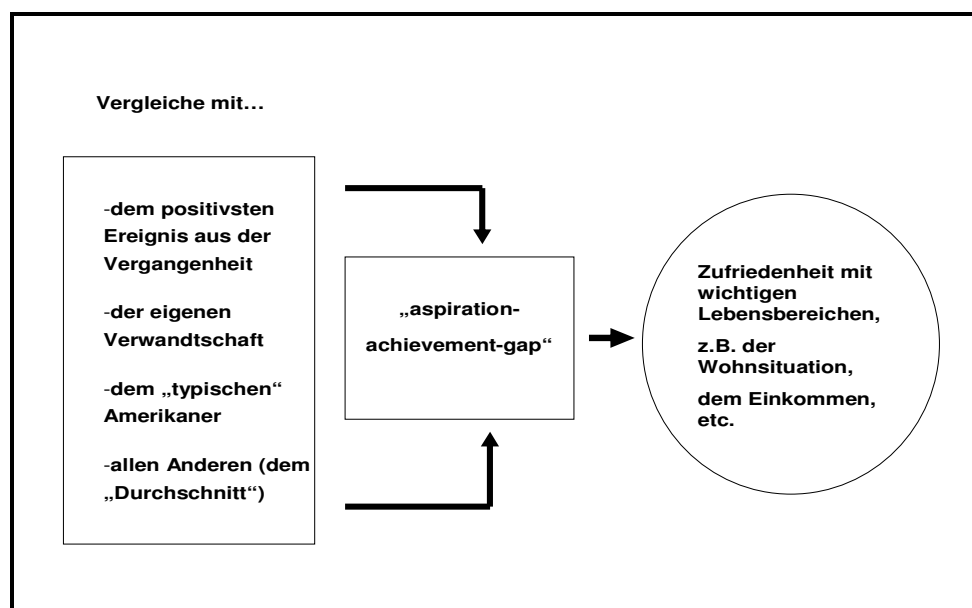 Vergleiche mit…
-dem positivsten
Ereignis aus der
Vergangenheit
-der eigenen
Verwandtschaft
-dem „typischen“
Amerikaner
-allen Anderen (dem
„Durchschnitt“)
„aspiration-
achievement-gap“
Zufriedenheit mit
wichtigen
Lebensbereichen,
z.B. der
Wohnsituation,
dem Einkommen,
etc.